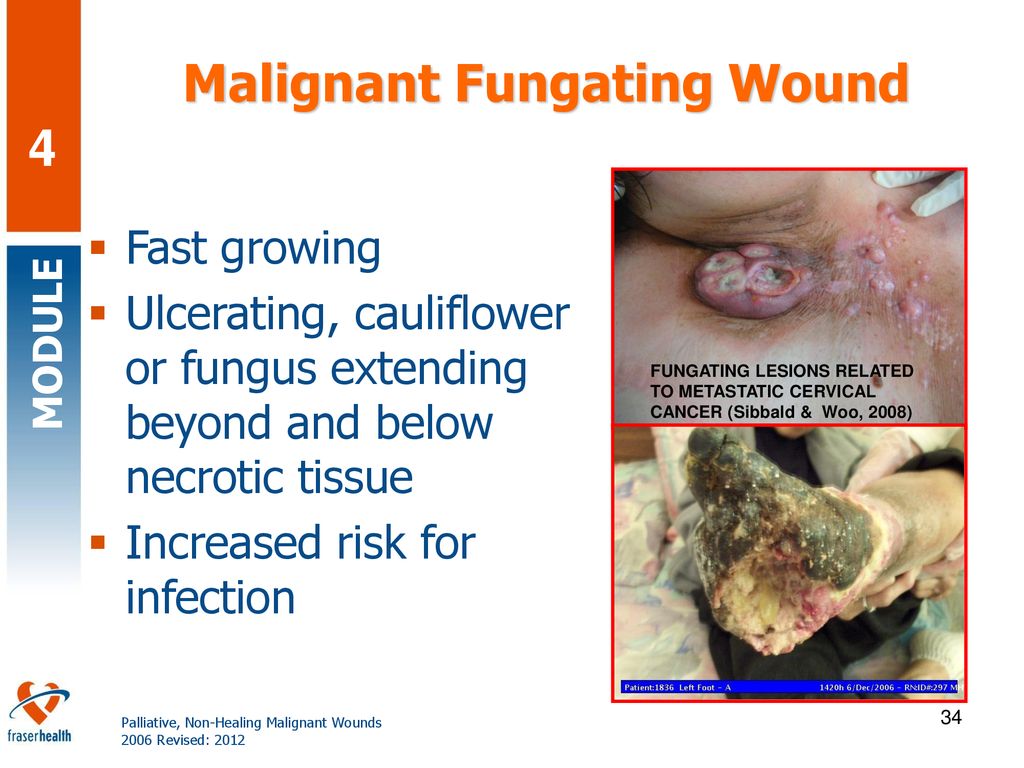 Malignant Fungating Wound
4
MODULE
▪ Fast growing
▪ Ulcerating, cauliflower
or fungus extending
beyond and below
necrotic tissue
▪ Increased risk for
infection
FUNGATING LESIONS RELATED
TO METASTATIC CERVICAL
CANCER (Sibbald & Woo, 2008)
Patient:1836 Left Foot - A 1420h 6/Dec/2006 - RN:ID#:297
fraserhealth
Palliative, Non-Healing Malignant Wounds
2006 Revised: 2012
34